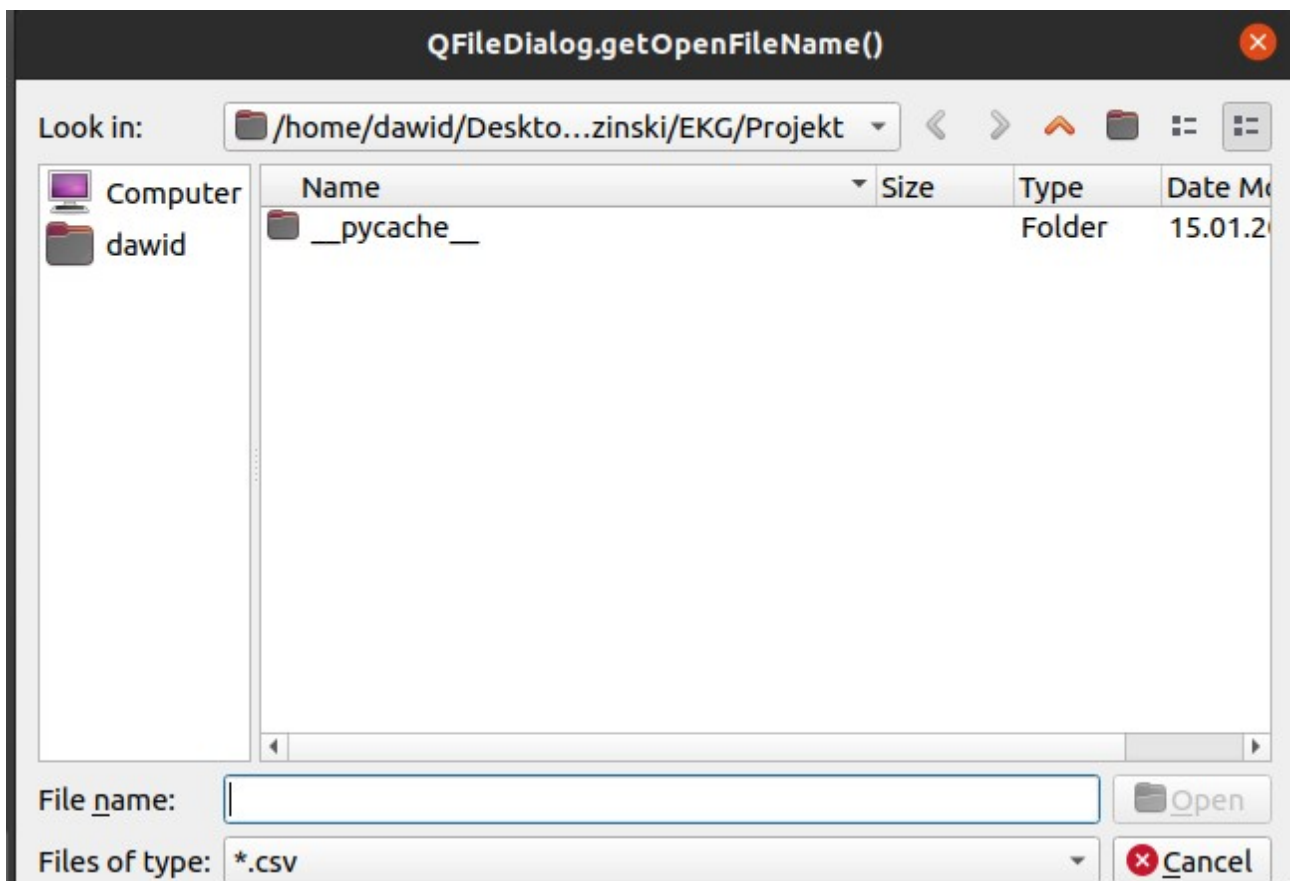 QFileDialog.getOpenFileName()
Look in: /home/dawid/Deskto...zinski/EKG/Projekt
Computer
dawid
Name Size Type Date Mo
__pycache__ Folder 15.01.2
File name: Open
Files of type: *.csv Cancel